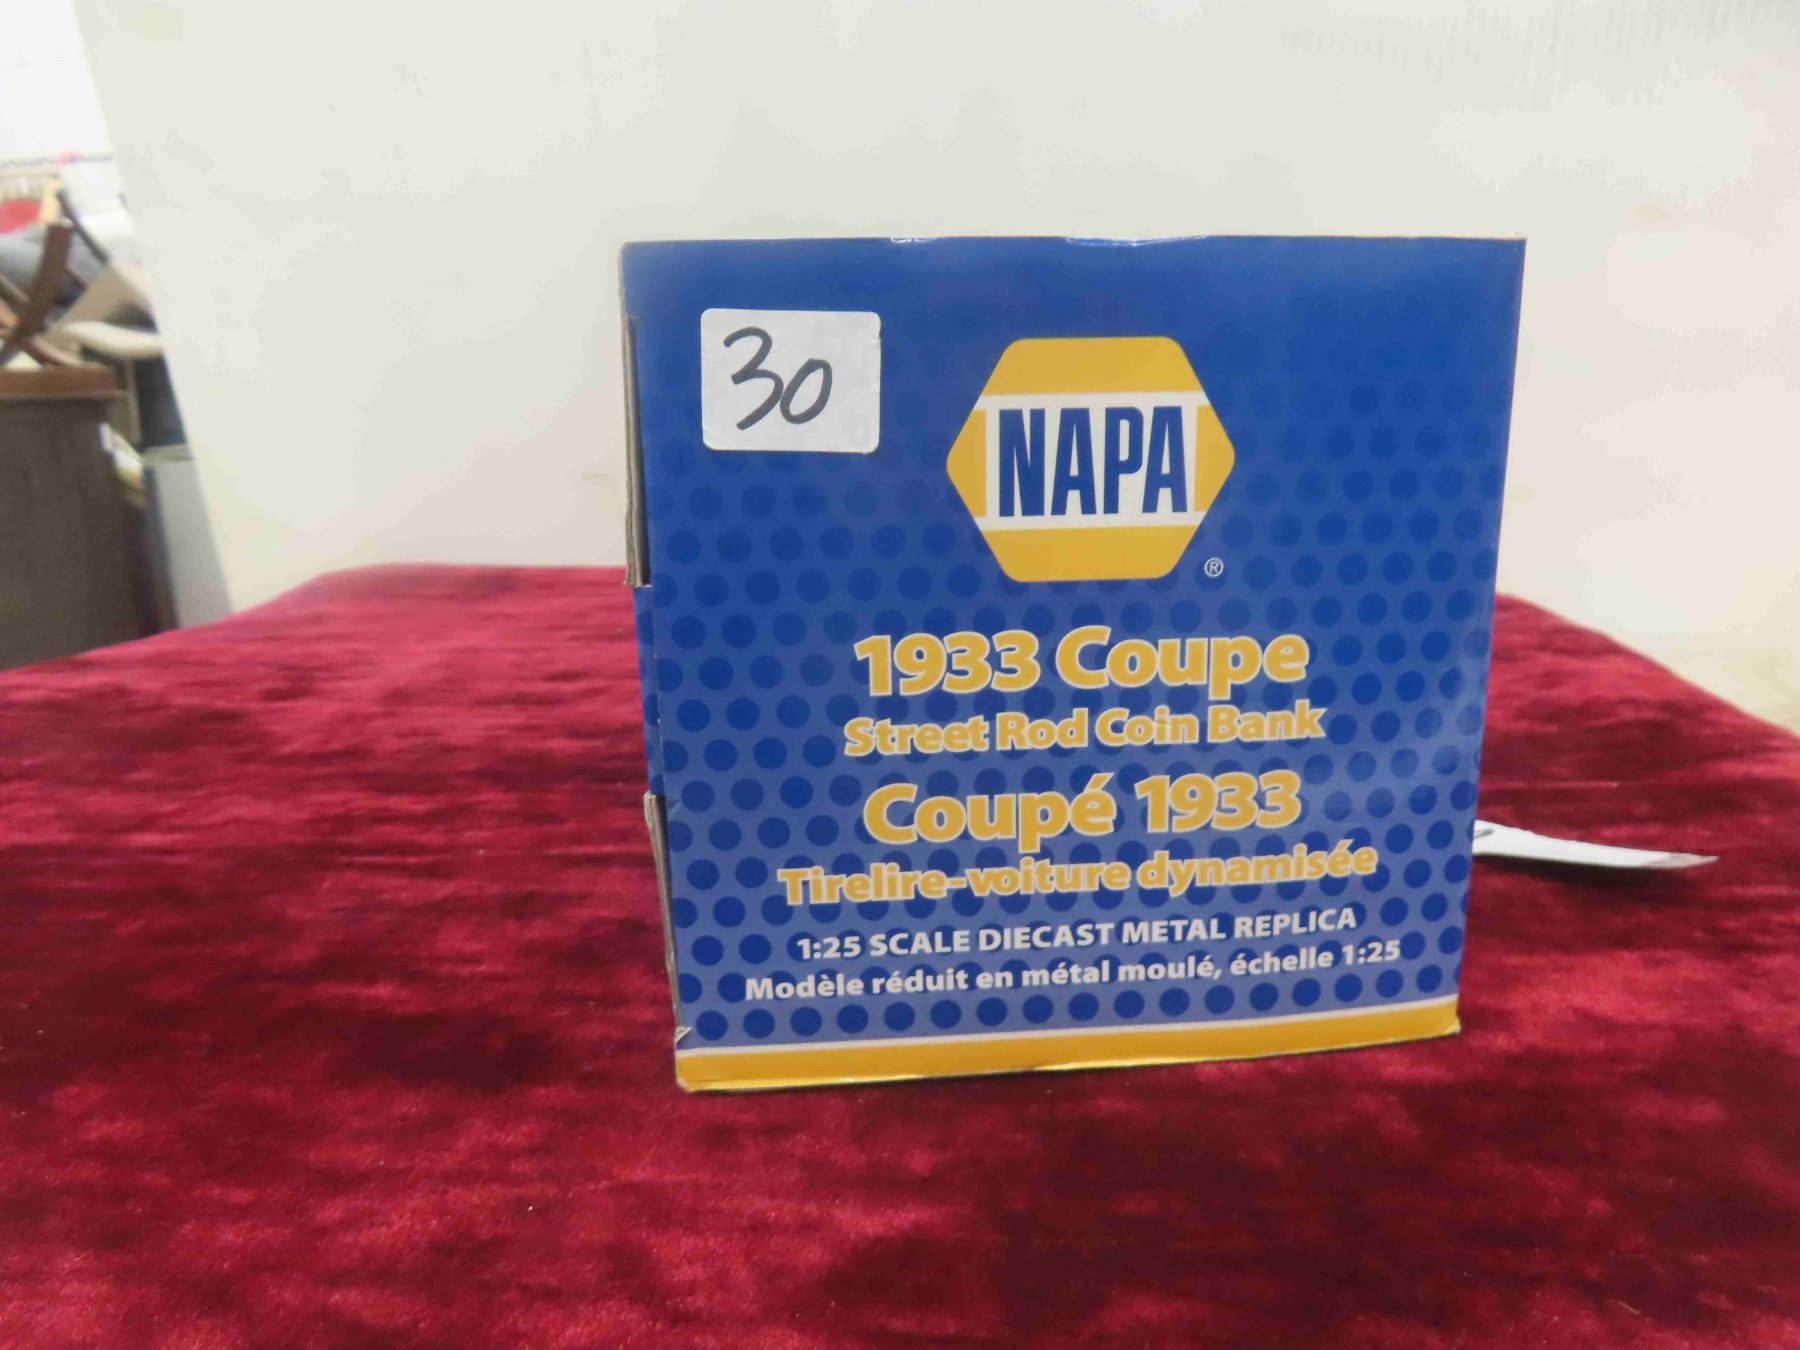 30
NAPA
®
1933 Coupe
Street Rod Coin Bank
Coupé 1933
Tirelire-voiture dynamisée
1:25 SCALE DIECAST METAL REPLICA
Modèle réduit en métal moulé, échelle 1:25